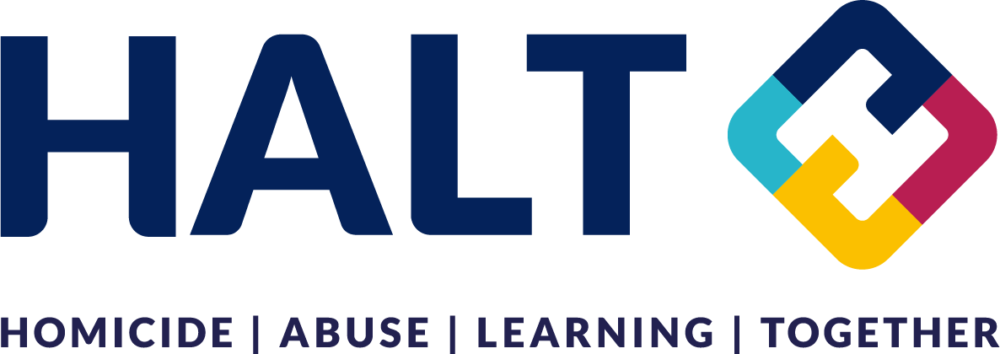 HALT
HOMICIDE | ABUSE | LEARNING | TOGETHER